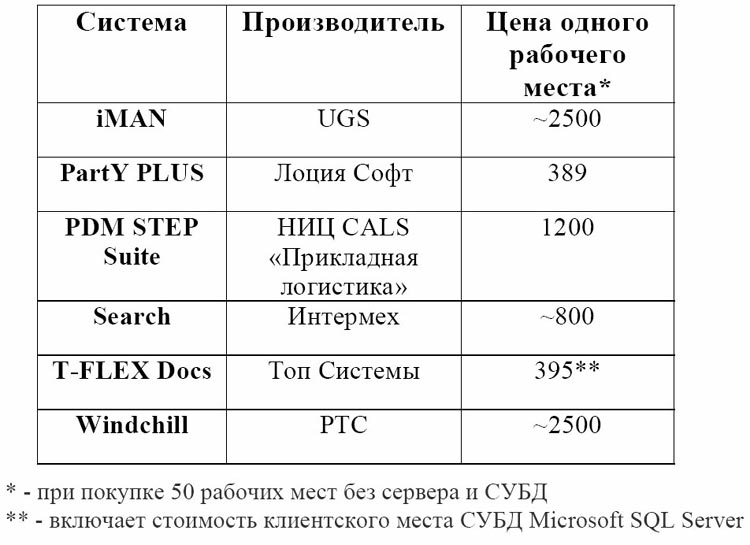 Система Производитель Цена одного
рабочего
места*
iMAN UGS ~2500
PartY PLUS Лоция Софт 389
PDM STEP НИЦ CALS 1200
Suite «Прикладная
логистика»
Search Интермех ~800
T-FLEX Docs Топ Системы 395**
Windchill PTC ~2500
* - при покупке 50 рабочих мест без сервера и СУБД
** - включает стоимость клиентского места СУБД Microsoft SQL Server